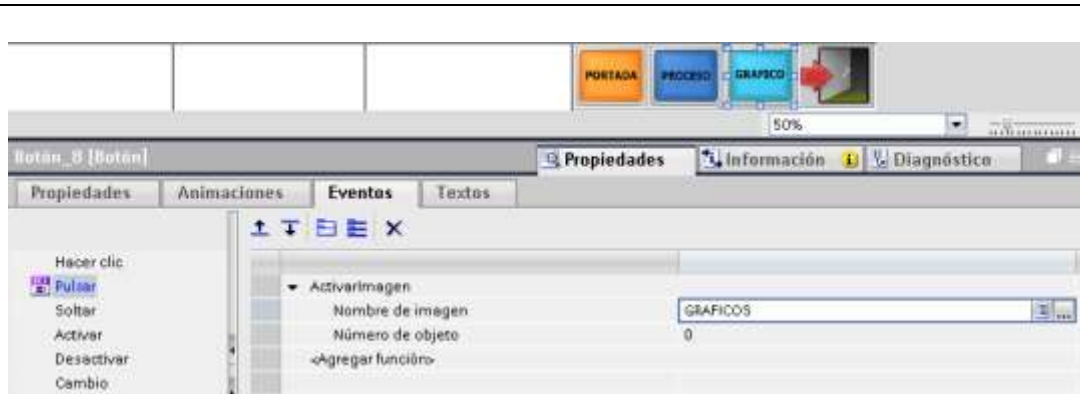 PORTADA PROCESO GRAFICO
50%
Botón_8 [Botón] Propiedades Información Diagnóstico
Propiedades Animaciones Eventos Textos
Hacer clic
Pulsar
Soltar
Activar
Desactivar
Cambio
ActivarImagen
Nombre de imagen GRAFICOS
Número de objeto 0
<Agregar función>